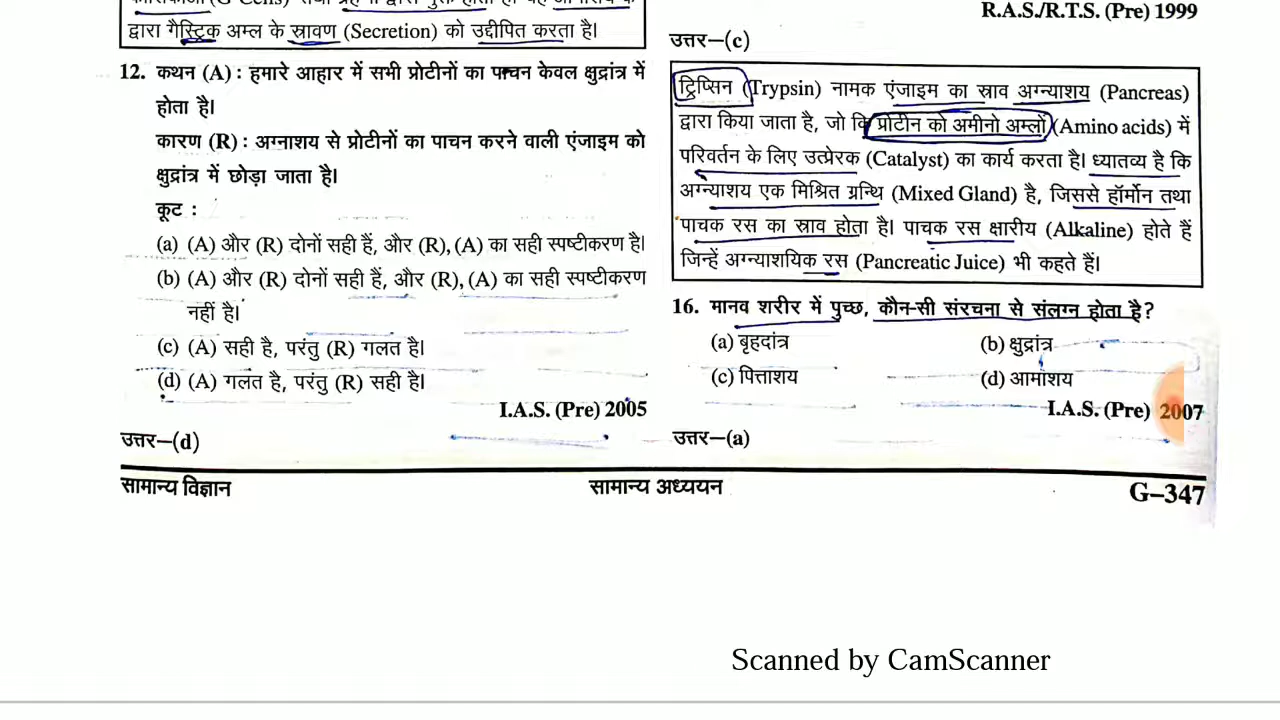 द्वारा गैस्ट्रिक अम्ल के स्रावण (Secretion) को उद्दीपित करता है।
12. कथन (A) : हमारे आहार में सभी प्रोटीनों का पाचन केवल क्षुद्रांत्र में
होता है।
कारण (R) : अग्नाशय से प्रोटीनों का पाचन करने वाली एंजाइम को
क्षुद्रांत्र में छोड़ा जाता है।
कूट :
(a) (A) और (R) दोनों सही हैं, और (R), (A) का सही स्पष्टीकरण है।
(b) (A) और (R) दोनों सही हैं, और (R), (A) का सही स्पष्टीकरण
नहीं है।
(c) (A) सही है, परंतु (R) गलत है।
(d) (A) गलत है, परंतु (R) सही है।
I.A.S. (Pre) 2005
उत्तर–(d)
R.A.S./R.T.S. (Pre) 1999
उत्तर–(c)
ट्रिप्सिन (Trypsin) नामक एंजाइम का स्राव अग्न्याशय (Pancreas)
द्वारा किया जाता है, जो कि प्रोटीन को अमीनो अम्लों (Amino acids) में
परिवर्तन के लिए उत्प्रेरक (Catalyst) का कार्य करता है। ध्यातव्य है कि
अग्न्याशय एक मिश्रित ग्रन्थि (Mixed Gland) है, जिससे हॉर्मोन तथा
पाचक रस का स्राव होता है। पाचक रस क्षारीय (Alkaline) होते हैं
जिन्हें अग्न्याशयिक रस (Pancreatic Juice) भी कहते हैं।
16. मानव शरीर में पुच्छ, कौन-सी संरचना से संलग्न होता है?
(a) बृहदांत्र (b) क्षुद्रांत्र
(c) पित्ताशय (d) आमाशय
I.A.S. (Pre) 2007
उत्तर–(a)
सामान्य विज्ञान सामान्य अध्ययन G–347
Scanned by CamScanner